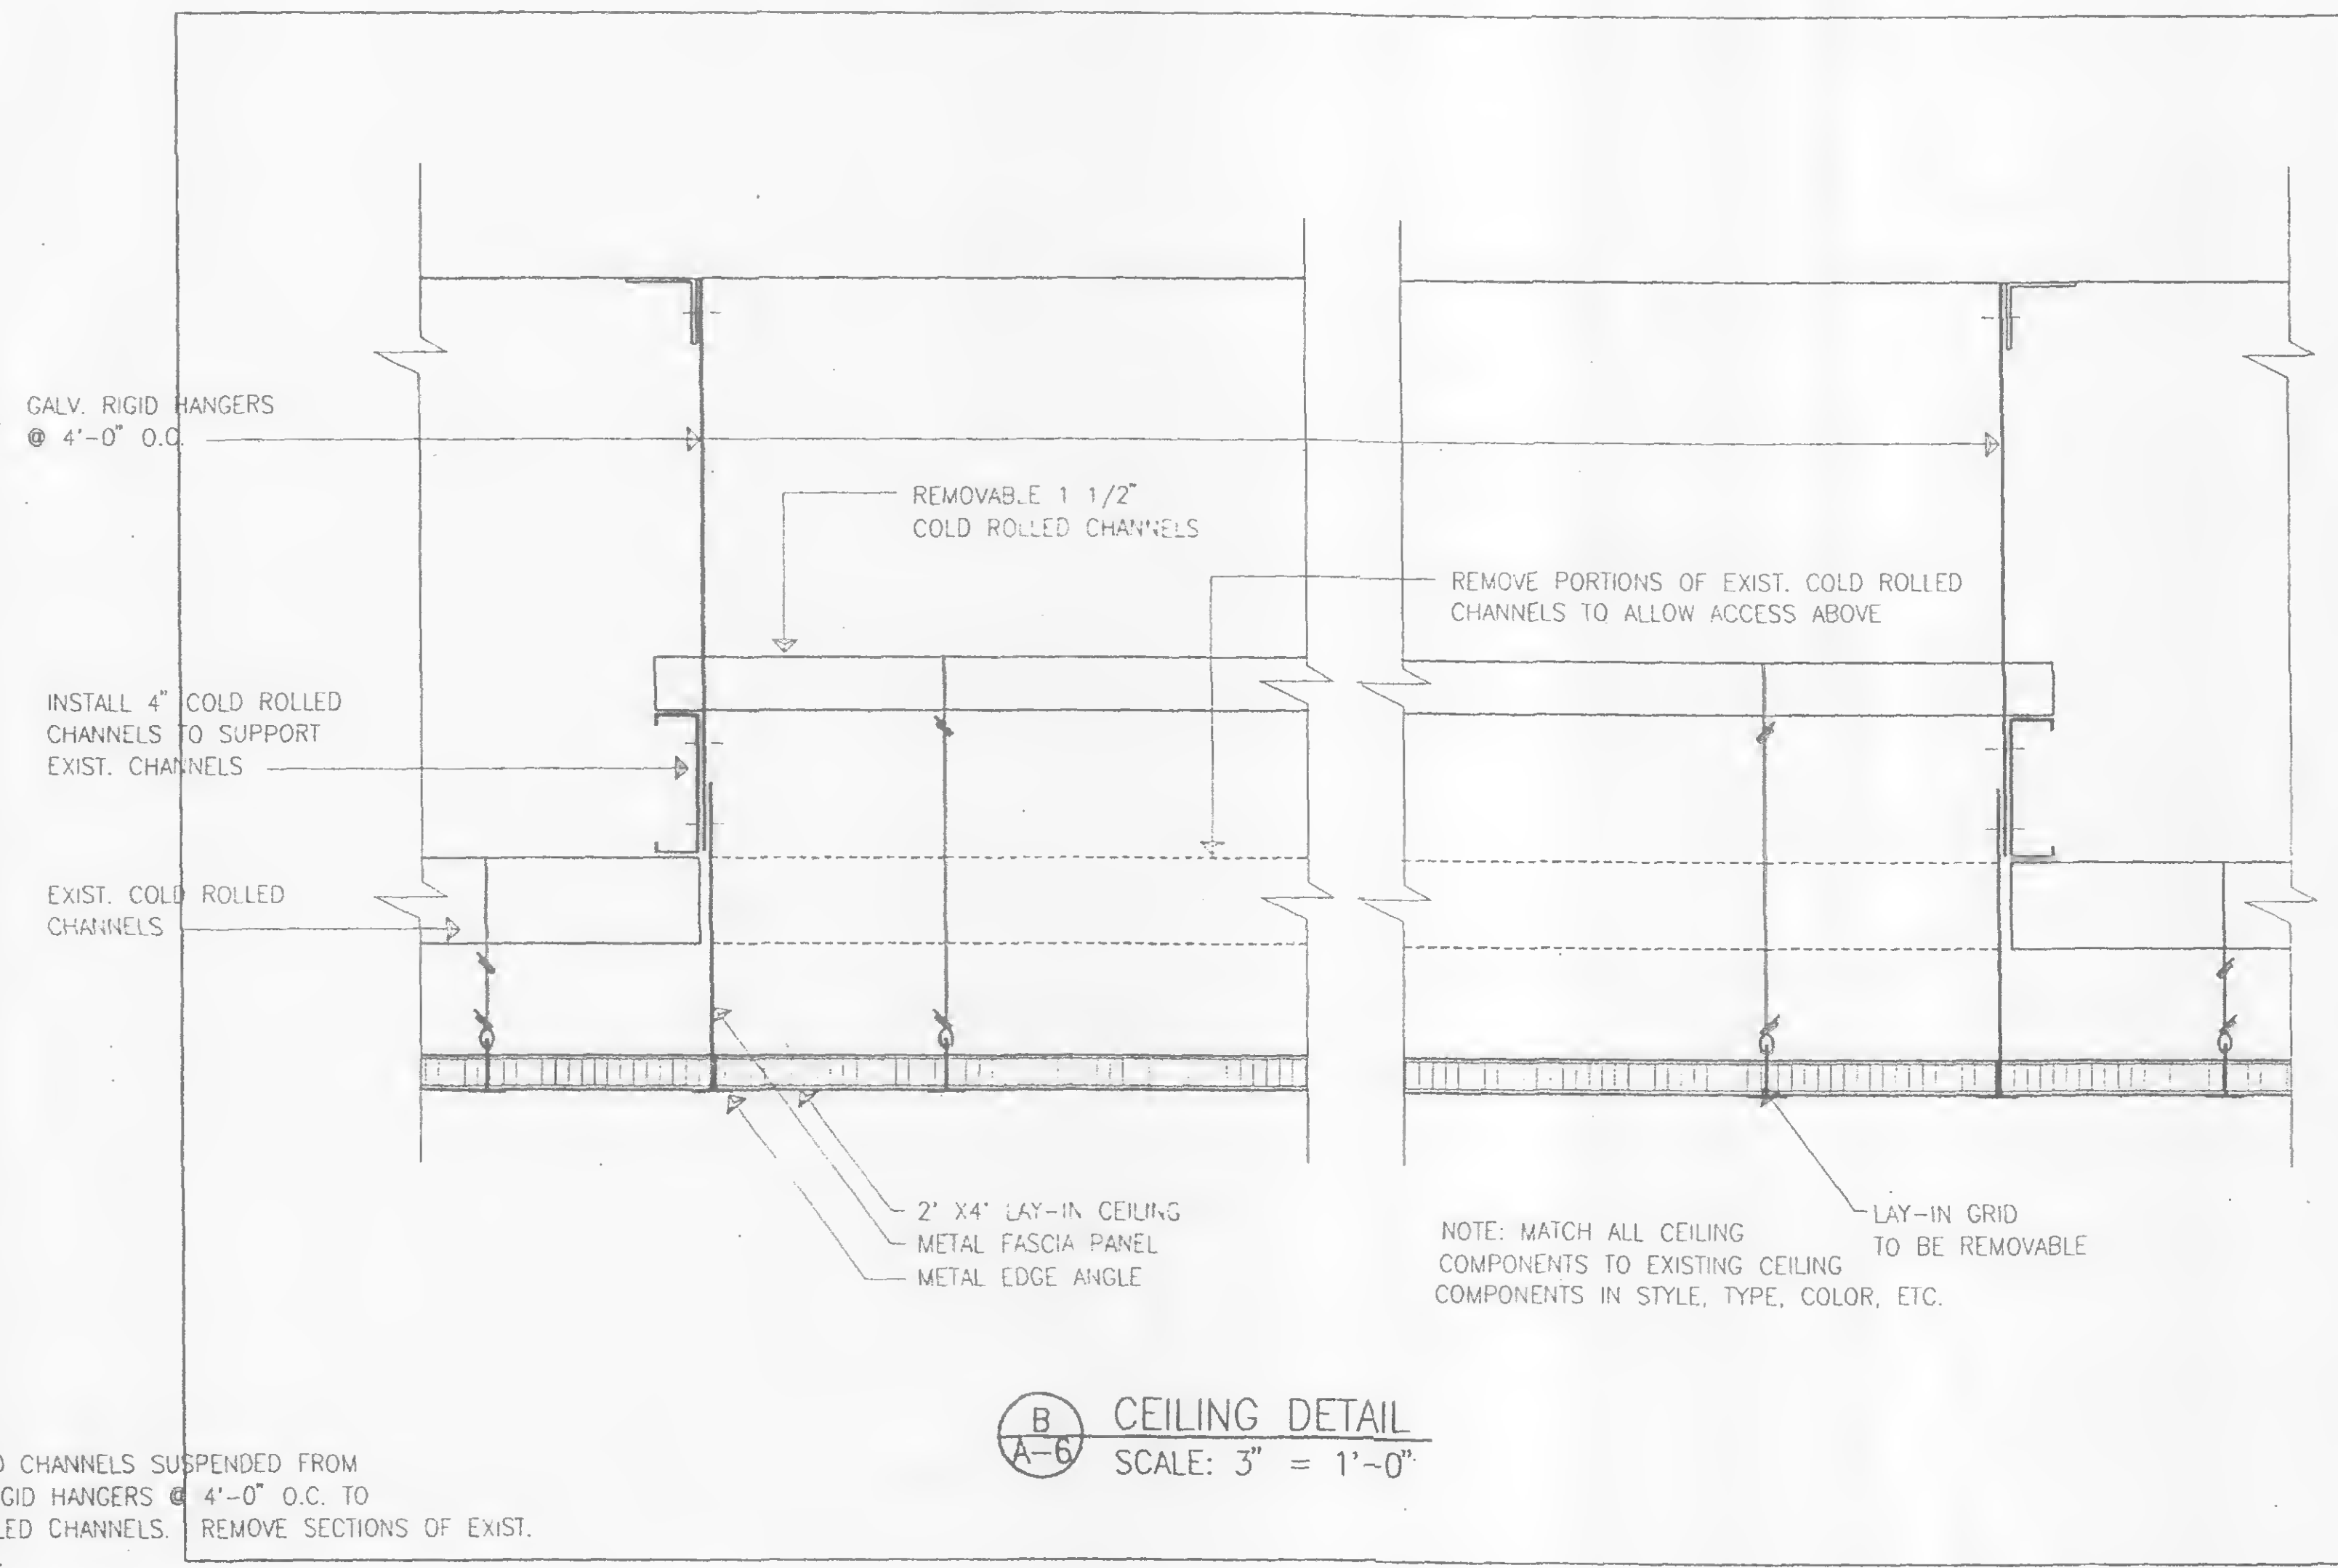 GALV. RIGID HANGERS
@ 4'-0" O.C.
REMOVABLE 1 1/2"
COLD ROLLED CHANNELS
REMOVE PORTIONS OF EXIST. COLD ROLLED
CHANNELS TO ALLOW ACCESS ABOVE
INSTALL 4" COLD ROLLED
CHANNELS TO SUPPORT
EXIST. CHANNELS
EXIST. COLD ROLLED
CHANNELS
2' X4' LAY-IN CEILING
METAL FASCIA PANEL
METAL EDGE ANGLE
LAY-IN GRID
TO BE REMOVABLE
NOTE: MATCH ALL CEILING
COMPONENTS TO EXISTING CEILING
COMPONENTS IN STYLE, TYPE, COLOR, ETC.
B
A-6
CEILING DETAIL
SCALE: 3" = 1'-0"
CHANNELS SUSPENDED FROM
HANGERS @ 4'-0" O.C. TO
CHANNELS. REMOVE SECTIONS OF EXIST.